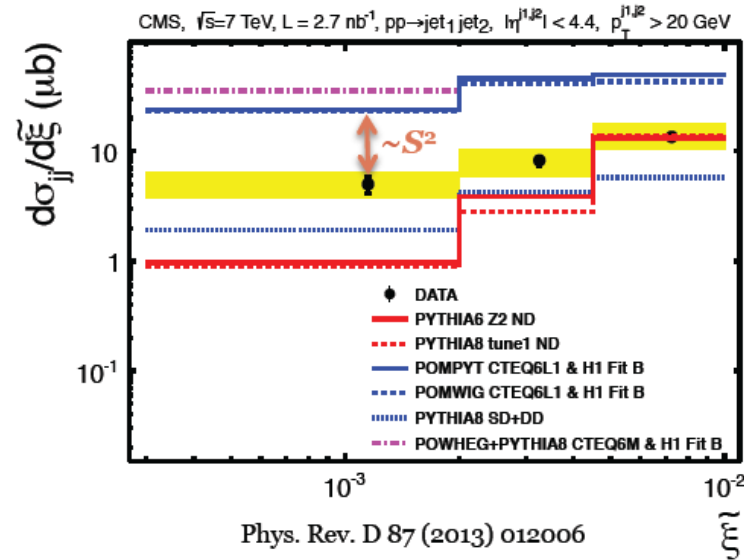 CMS, √s=7 TeV, L = 2.7 nb⁻¹, pp→jet₁ jet₂, |η^{j1,j2}| < 4.4, p_T^{j1,j2} > 20 GeV
dσ_jj/dξ̃ (μb)
10
1
10⁻¹
~S²
DATA
PYTHIA6 Z2 ND
PYTHIA8 tune1 ND
POMPYT CTEQ6L1 & H1 Fit B
POMWIG CTEQ6L1 & H1 Fit B
PYTHIA8 SD+DD
POWHEG+PYTHIA8 CTEQ6M & H1 Fit B
10⁻³
10⁻²
Phys. Rev. D 87 (2013) 012006
ξ̃